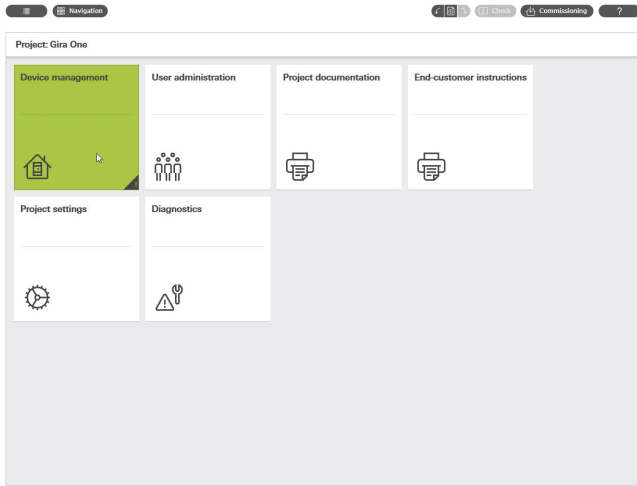 Navigation
Check
Commissioning
?
Project: Gira One
Device management
User administration
Project documentation
End-customer instructions
Project settings
Diagnostics